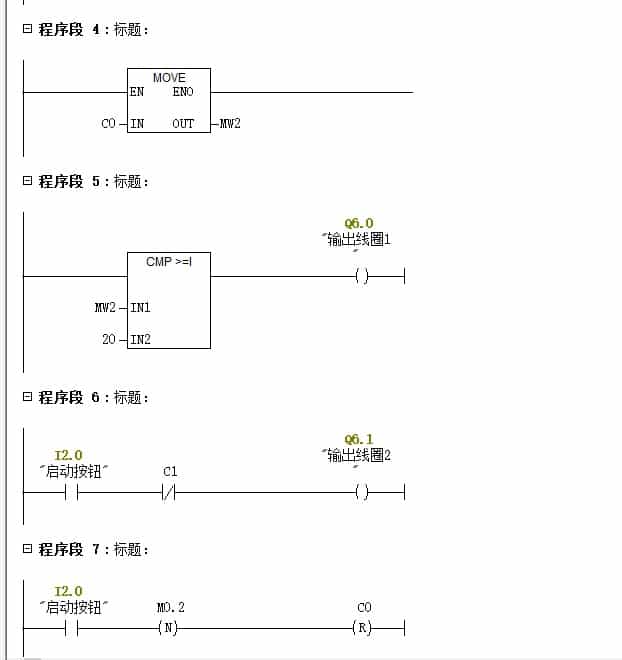 程序段 4：标题：
MOVE
EN ENO
C0 IN OUT MW2
程序段 5：标题：
Q6.0
"输出线圈1
"
CMP >=I
( )
MW2 IN1
20 IN2
程序段 6：标题：
I2.0 Q6.1
"启动按钮" C1 "输出线圈2
"
/ ( )
程序段 7：标题：
I2.0
"启动按钮" M0.2 C0
(N) (R)